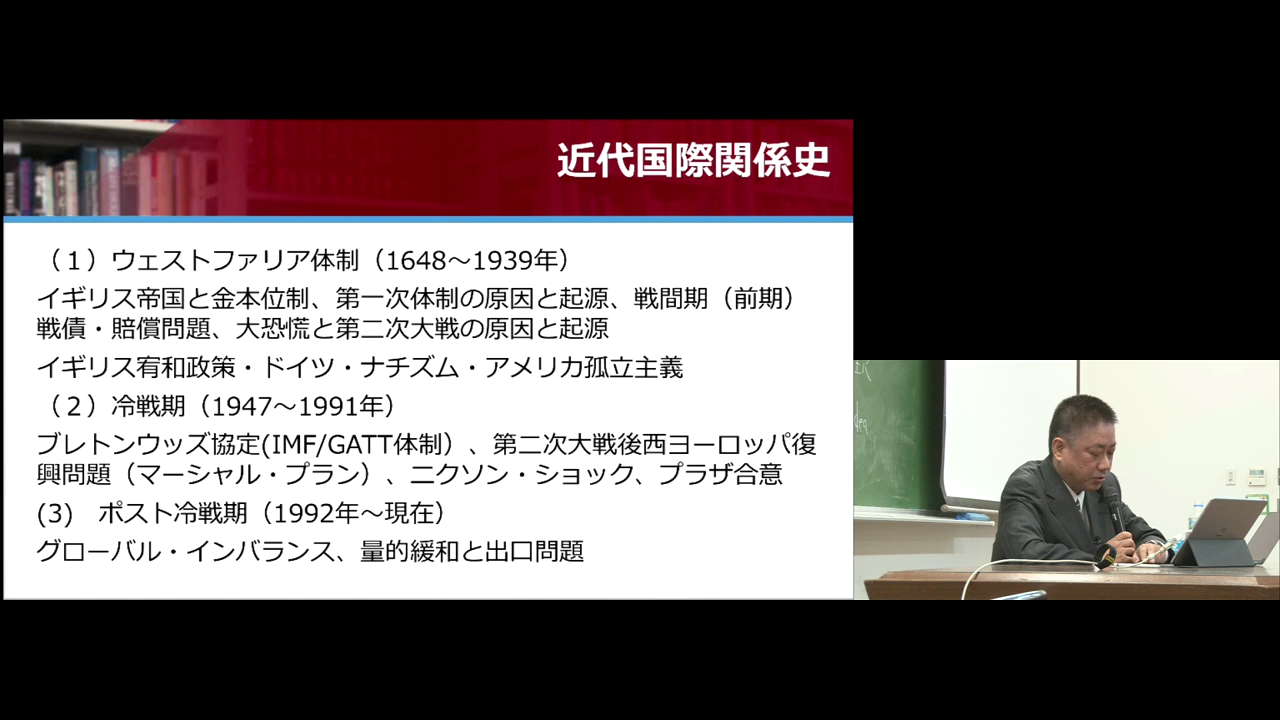 近代国際関係史
（１）ウェストファリア体制（1648～1939年）
イギリス帝国と金本位制、第一次体制の原因と起源、戦間期（前期）
戦債・賠償問題、大恐慌と第二次大戦の原因と起源
イギリス宥和政策・ドイツ・ナチズム・アメリカ孤立主義
（２）冷戦期（1947～1991年）
ブレトンウッズ協定(IMF/GATT体制）、第二次大戦後西ヨーロッパ復
興問題（マーシャル・プラン）、ニクソン・ショック、プラザ合意
(3)　ポスト冷戦期（1992年～現在）
グローバル・インバランス、量的緩和と出口問題